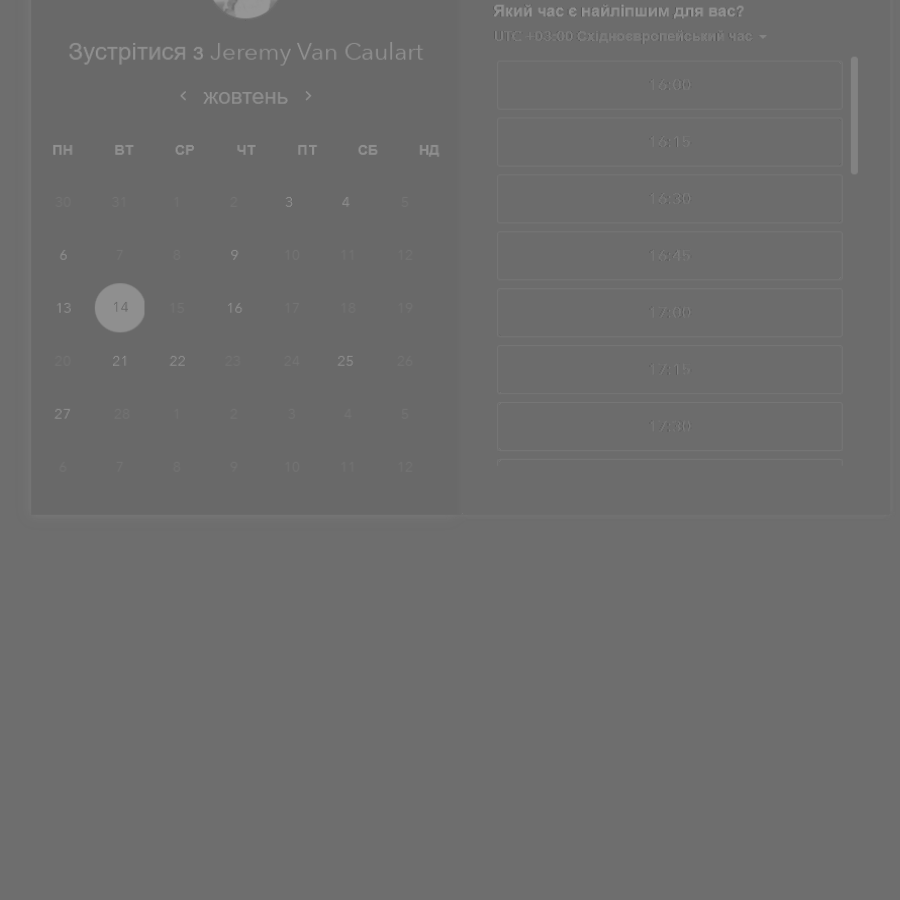 Зустрітися з Jeremy Van Caulart
жовтень
ПН ВТ СР ЧТ ПТ СБ НД
30 31 1 2 3 4 5
6 7 8 9 10 11 12
13 14 15 16 17 18 19
20 21 22 23 24 25 26
27 28 1 2 3 4 5
6 7 8 9 10 11 12
Який час є найліпшим для вас?
UTC +03:00 Східноєвропейський час
16:00
16:15
16:30
16:45
17:00
17:15
17:30